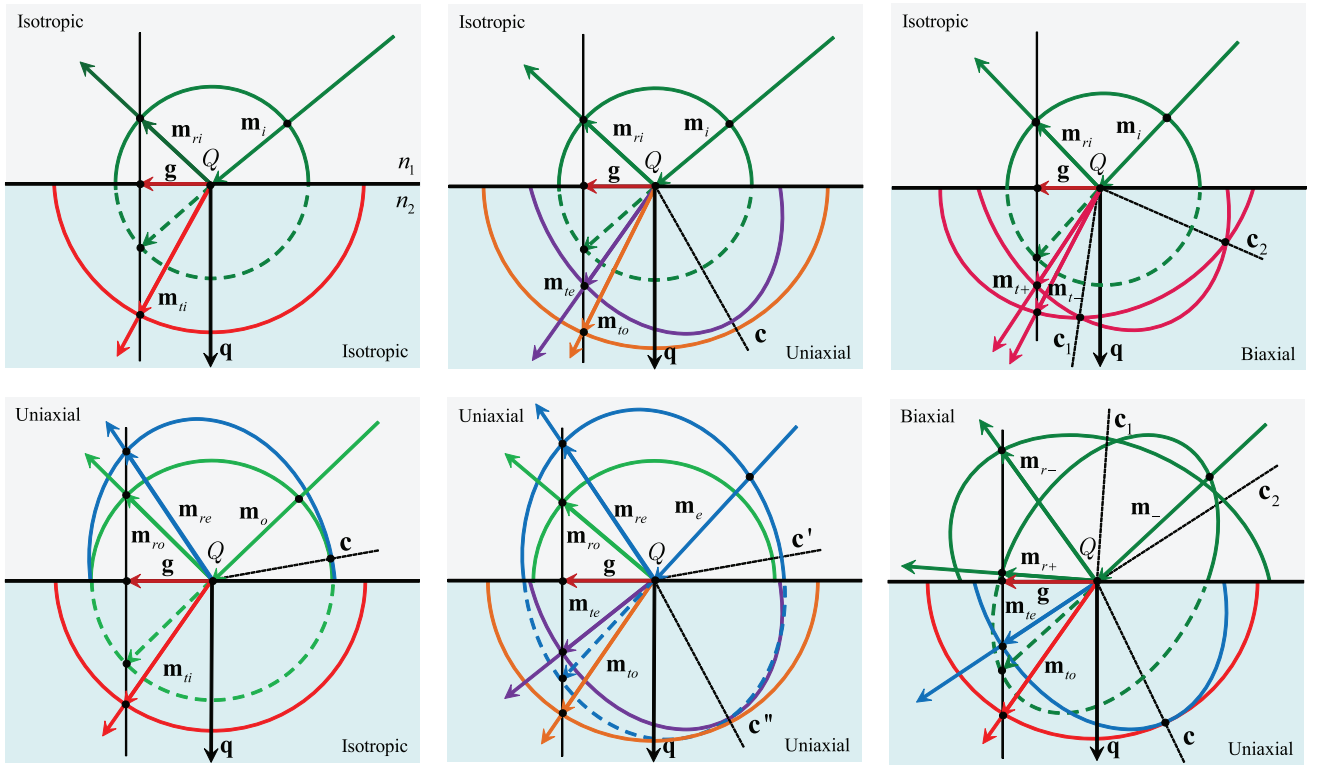 Isotropic
m_i
m_ri
Q
g
n_1
n_2
m_ti
q
Isotropic
Isotropic
m_ri
m_i
Q
g
m_te
m_to
c
q
Uniaxial
Isotropic
m_ri
m_i
Q
g
c_2
m_t+
m_t-
c_1
q
Biaxial
Uniaxial
m_re
m_o
m_ro
Q
c
g
m_ti
q
Isotropic
Uniaxial
m_re
m_e
m_ro
Q
c'
g
m_te
m_to
c"
q
Uniaxial
Biaxial
c_1
m_r-
c_2
m_-
Q
m_r+
g
m_te
m_to
c
q
Uniaxial